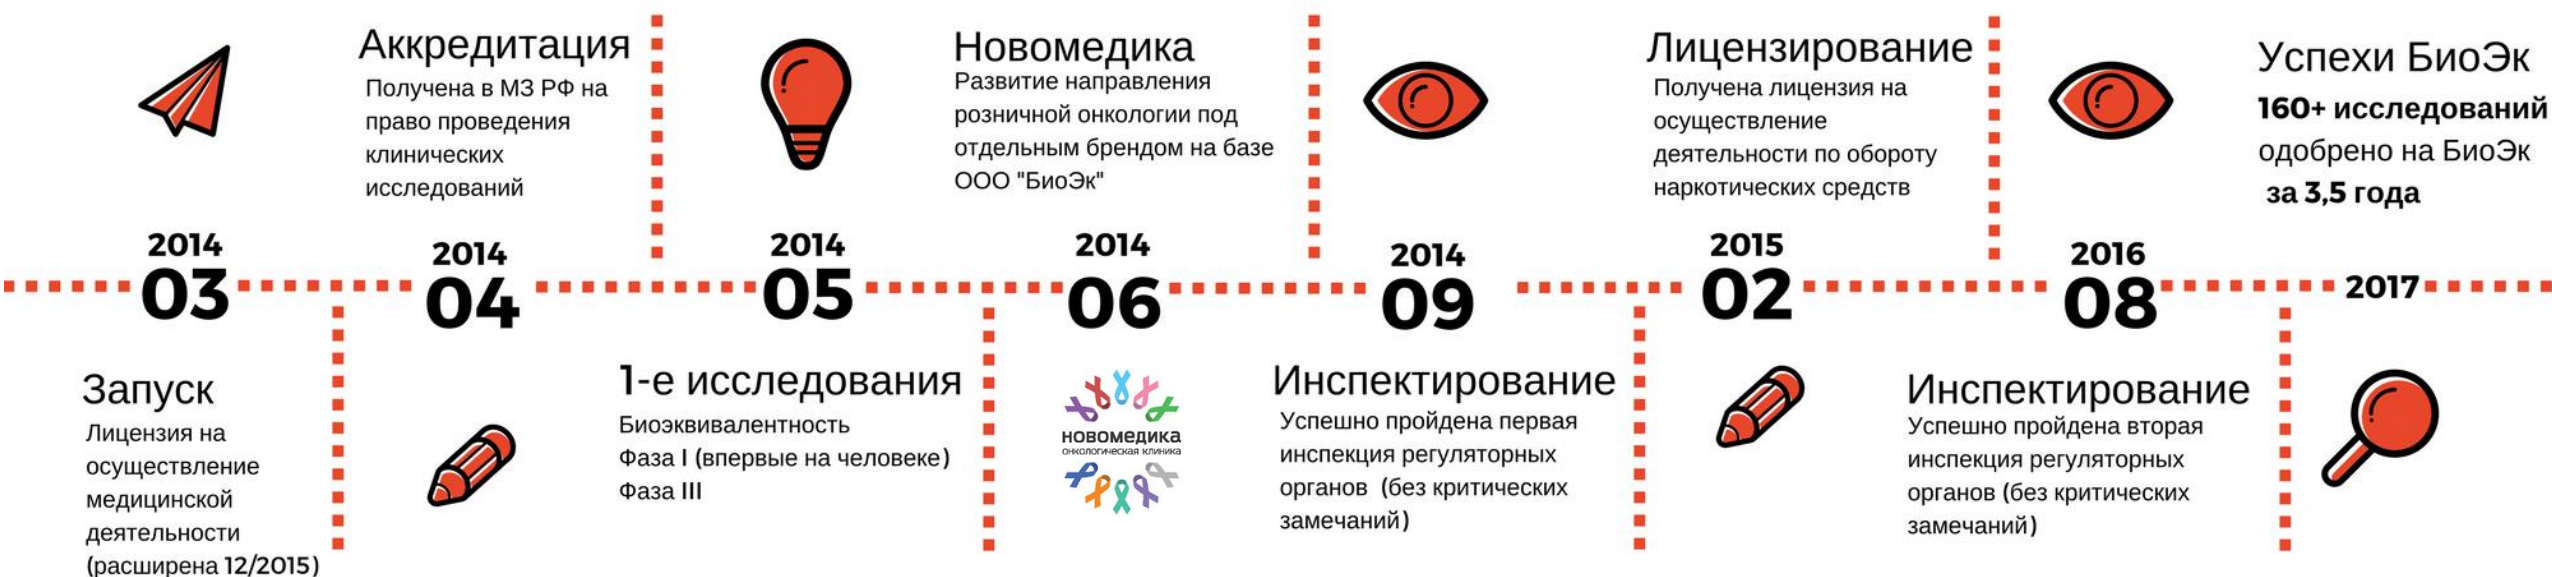 2014
03
Запуск
Лицензия на
осуществление
медицинской
деятельности
(расширена 12/2015)
Аккредитация
Получена в МЗ РФ на
право проведения
клинических
исследований
2014
04
2014
05
1-е исследования
Биоэквивалентность
Фаза I (впервые на человеке)
Фаза III
Новомедика
Развитие направления
розничной онкологии под
отдельным брендом на базе
ООО "БиоЭк"
2014
06
НОВОМЕДИКА
ОНКОЛОГИЧЕСКАЯ КЛИНИКА
2014
09
Инспектирование
Успешно пройдена первая
инспекция регуляторных
органов (без критических
замечаний)
Лицензирование
Получена лицензия на
осуществление
деятельности по обороту
наркотических средств
2015
02
2016
08
Инспектирование
Успешно пройдена вторая
инспекция регуляторных
органов (без критических
замечаний)
Успехи БиоЭк
160+ исследований
одобрено на БиоЭк
за 3,5 года
2017